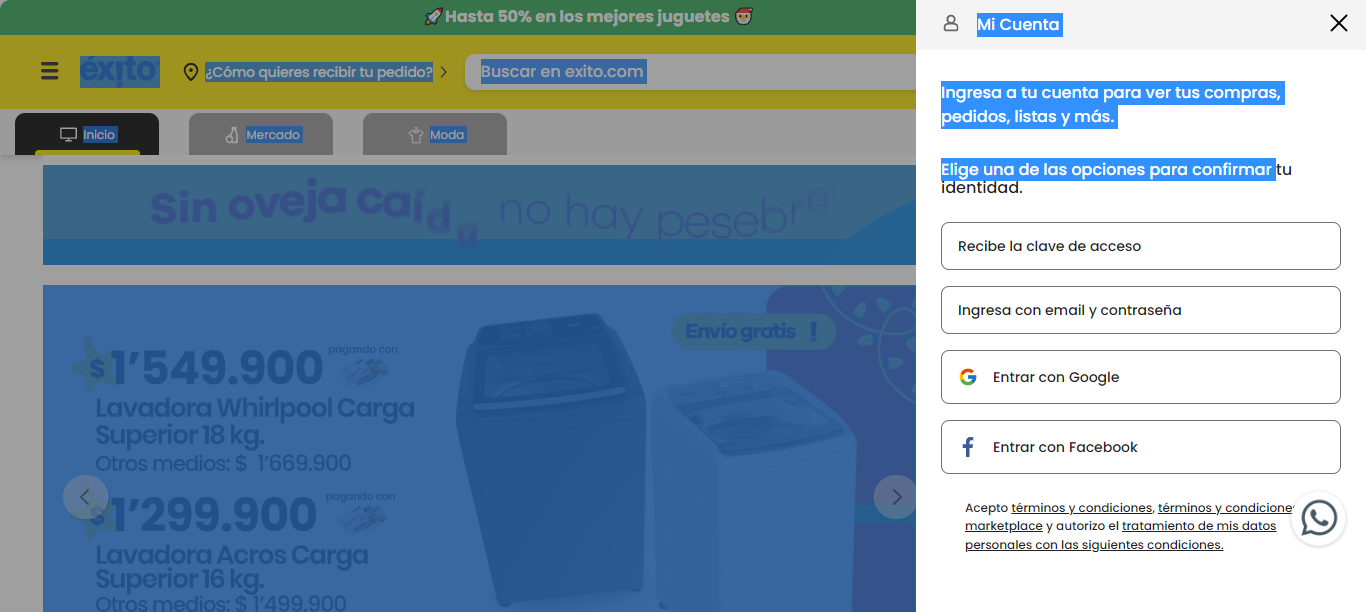 Hasta 50% en los mejores juguetes
éxito
¿Cómo quieres recibir tu pedido?
Buscar en exito.com
Inicio
Mercado
Moda
Sin oveja caída no hay pesebre
$1’549.900 pagando con
Lavadora Whirlpool Carga
Superior 18 kg.
Otros medios: $ 1’669.900
$1’299.900 pagando con
Lavadora Acros Carga
Superior 16 kg.
Otros medios: $ 1’499.900
Envío gratis !
Mi Cuenta
Ingresa a tu cuenta para ver tus compras,
pedidos, listas y más.
Elige una de las opciones para confirmar tu
identidad.
Recibe la clave de acceso
Ingresa con email y contraseña
Entrar con Google
Entrar con Facebook
Acepto términos y condiciones, términos y condiciones
marketplace y autorizo el tratamiento de mis datos
personales con las siguientes condiciones.